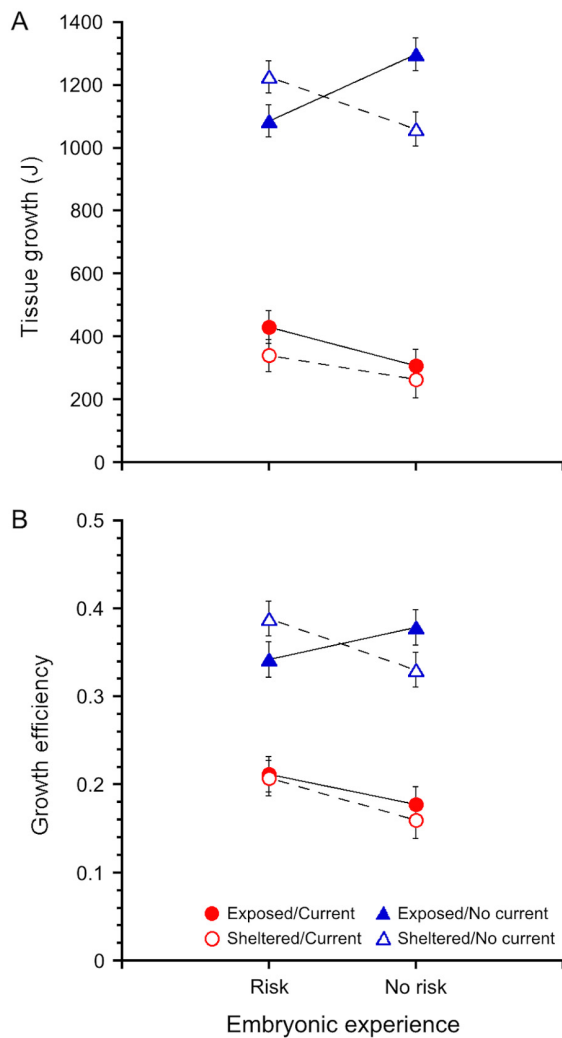 A
1400
1200
1000
800
600
400
200
0
Tissue growth (J)
B
0.5
0.4
0.3
0.2
0.1
0
Growth efficiency
Exposed/Current Exposed/No current
Sheltered/Current Sheltered/No current
Risk No risk
Embryonic experience